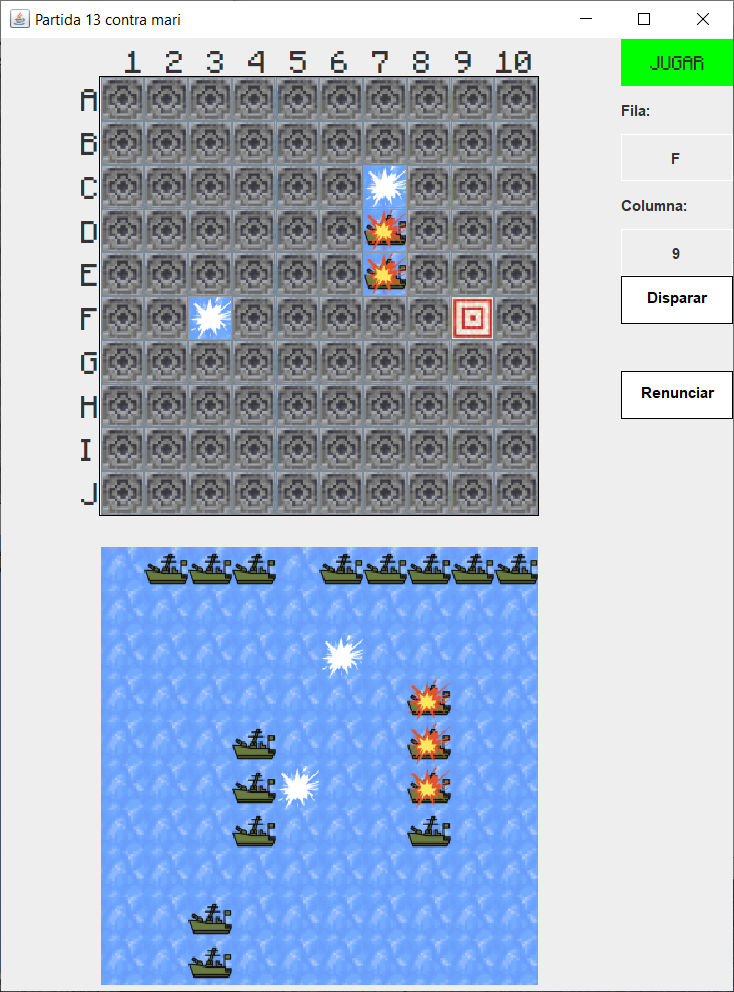 Partida 13 contra mari
1 2 3 4 5 6 7 8 9 10
JUGAR
A
Fila:
B
F
C
Columna:
D
9
E
Disparar
F
G
Renunciar
H
I
J